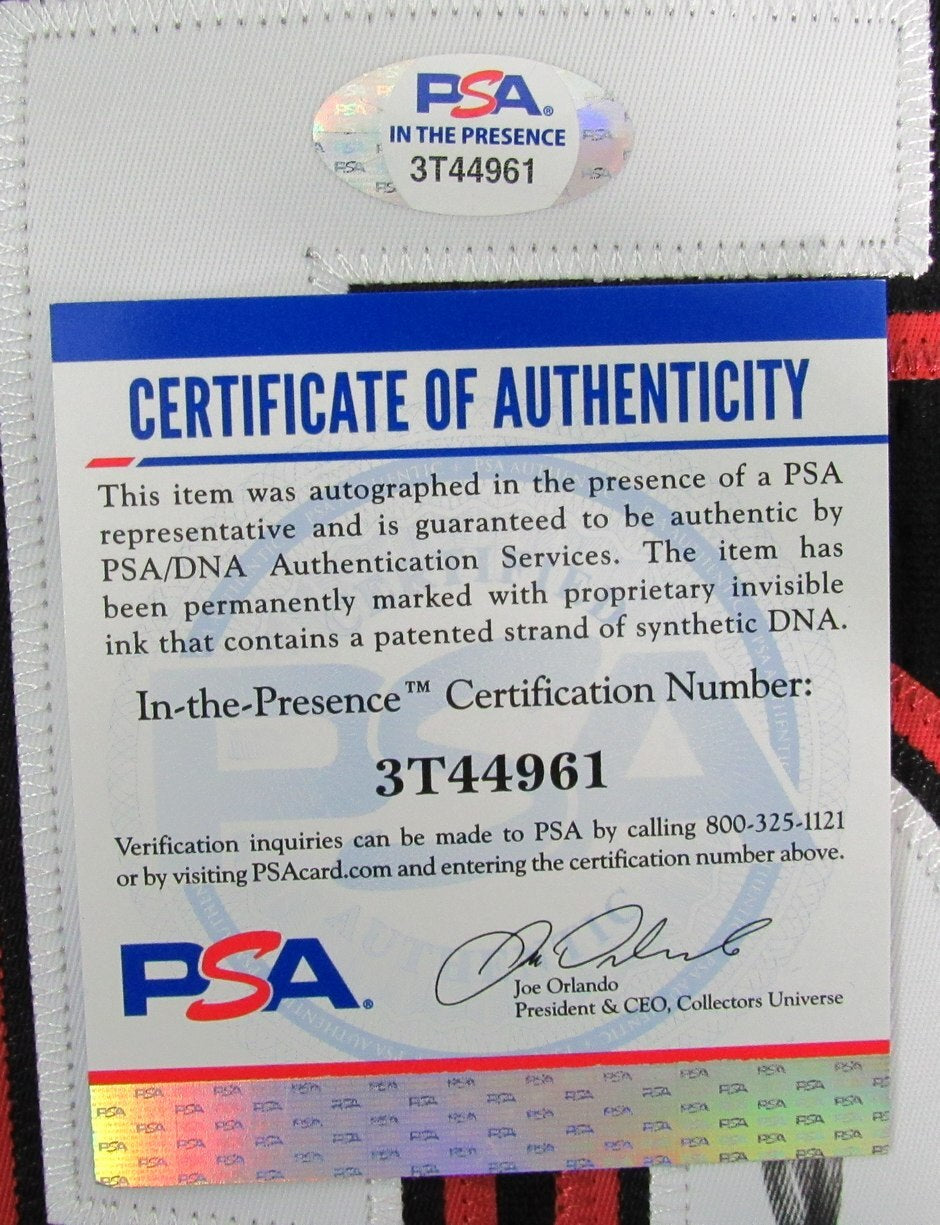 PSA®
IN THE PRESENCE
3T44961
CERTIFICATE OF AUTHENTICITY
This item was autographed in the presence of a PSA
representative and is guaranteed to be authentic by
PSA/DNA Authentication Services. The item has
been permanently marked with proprietary invisible
ink that contains a patented strand of synthetic DNA.
In-the-Presence™ Certification Number:
3T44961
Verification inquiries can be made to PSA by calling 800-325-1121
or by visiting PSAcard.com and entering the certification number above.
PSA®
Joe Orlando
President & CEO, Collectors Universe